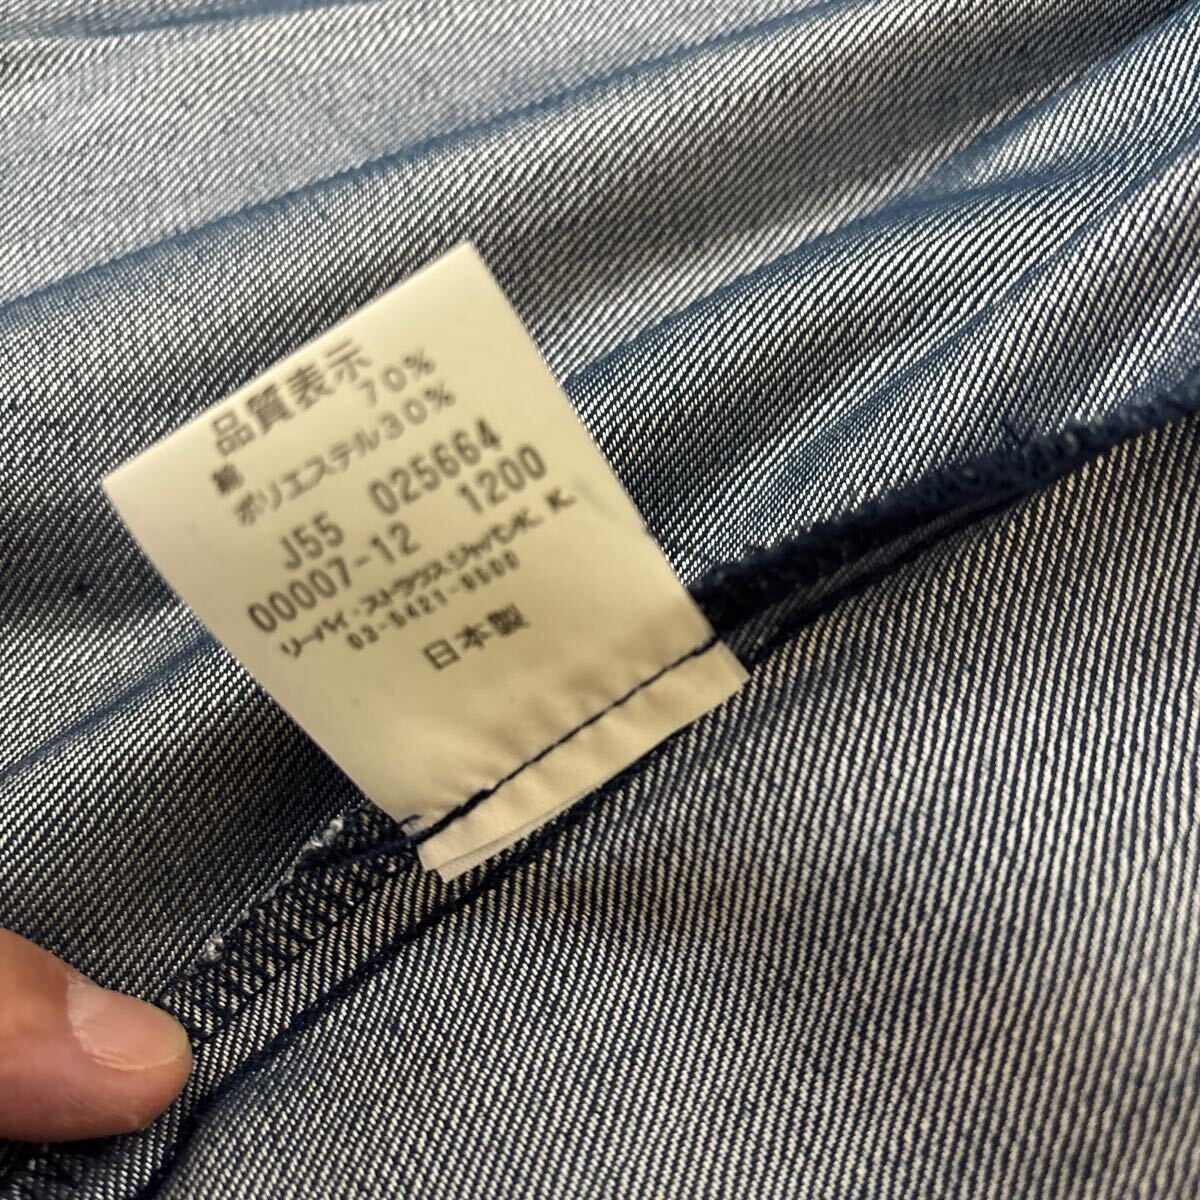 品質表示
綿 70%
ポリエステル30%
J55 025664
00007-12 1200
リーバイ・ストラウス ジャパン K K
03-5421-9500
日本製